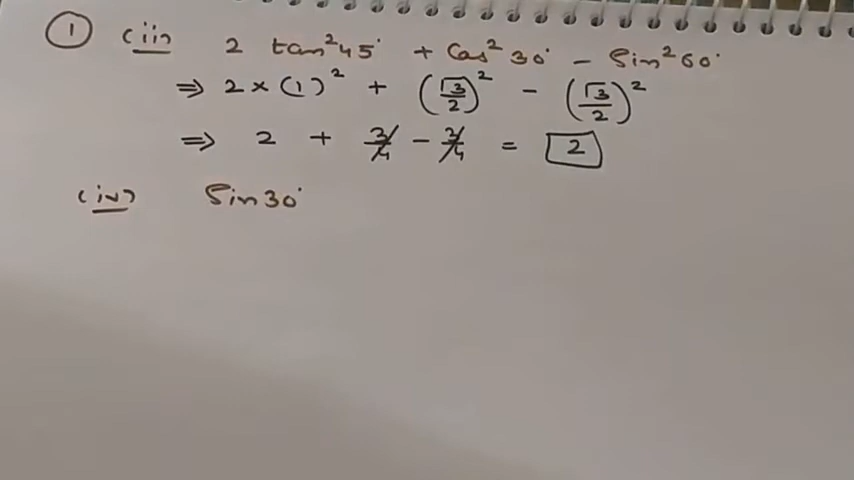 ① (ii) 2 tan²45° + Cos²30° − Sin²60°
⇒ 2 × (1)² + (√3/2)² − (√3/2)²
⇒ 2 + 3/4 − 3/4 = 2
(iv) Sin30°